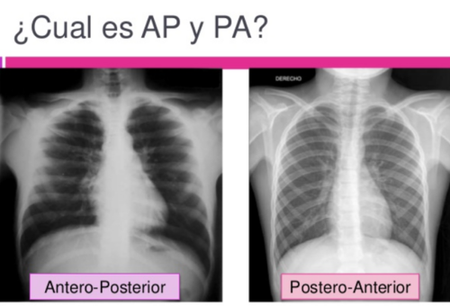 ¿Cual es AP y PA?
DERECHO
Antero-Posterior
Postero-Anterior